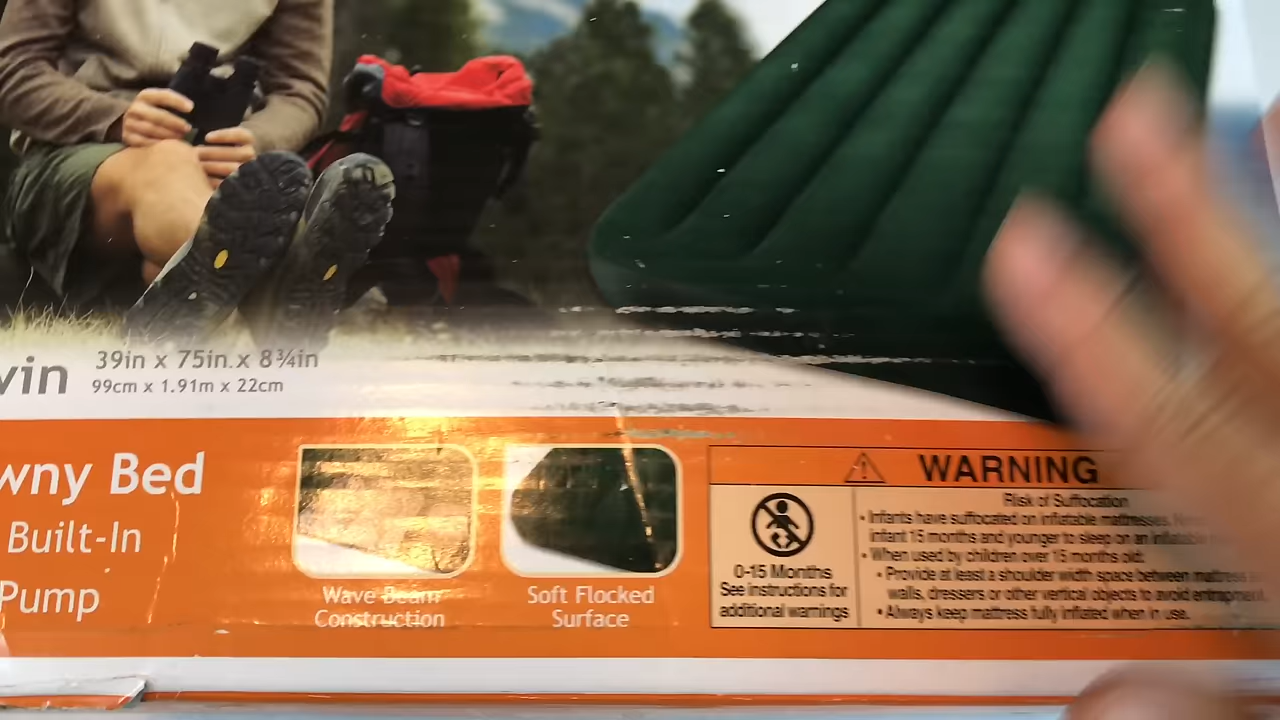 39in x 75in x 8¾in
99cm x 1.91m x 22cm
Bed
Built-In
Pump
Wave Beam
Construction
Soft Flocked
Surface
WARNING
0-15 Months
See instructions for
additional warnings
Risk of Suffocation
• Infants have suffocated on inflatable mattresses.
infant 15 months and younger to sleep on an
• When used by children over 15 months old:
• Provide at least a shoulder width space between mattress
walls, dressers or other vertical objects to avoid entrapment.
• Always keep mattress fully inflated when in use.